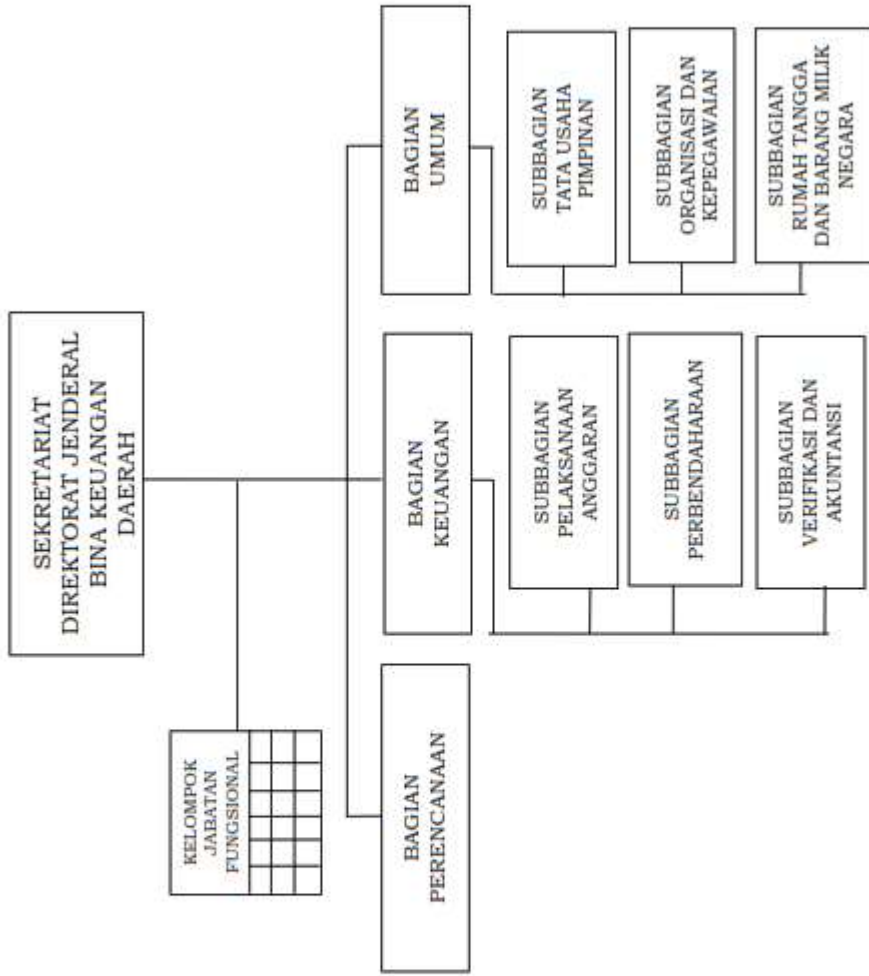 SEKRETARIAT
DIREKTORAT JENDERAL
BINA KEUANGAN
DAERAH
KELOMPOK
JABATAN
FUNGSIONAL
BAGIAN
PERENCANAAN
BAGIAN
KEUANGAN
BAGIAN
UMUM
SUBBAGIAN
PELAKSANAAN
ANGGARAN
SUBBAGIAN
TATA USAHA
PIMPINAN
SUBBAGIAN
PERBENDAHARAAN
SUBBAGIAN
ORGANISASI DAN
KEPEGAWAIAN
SUBBAGIAN
VERIFIKASI DAN
AKUNTANSI
SUBBAGIAN
RUMAH TANGGA
DAN BARANG MILIK
NEGARA